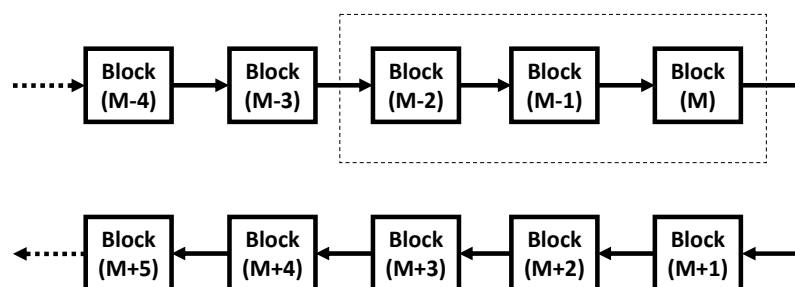 Block
(M-4)
Block
(M-3)
Block
(M-2)
Block
(M-1)
Block
(M)
Block
(M+5)
Block
(M+4)
Block
(M+3)
Block
(M+2)
Block
(M+1)